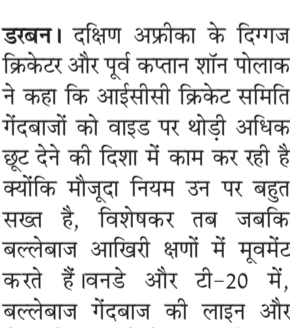 डरबन। दक्षिण अफ्रीका के दिग्गज
क्रिकेटर और पूर्व कप्तान शॉन पोलाक
ने कहा कि आईसीसी क्रिकेट समिति
गेंदबाजों को वाइड पर थोड़ी अधिक
छूट देने की दिशा में काम कर रही है
क्योंकि मौजूदा नियम उन पर बहुत
सख्त है, विशेषकर तब जबकि
बल्लेबाज आखिरी क्षणों में मूवमेंट
करते हैं।वनडे और टी-20 में,
बल्लेबाज गेंदबाज की लाइन और